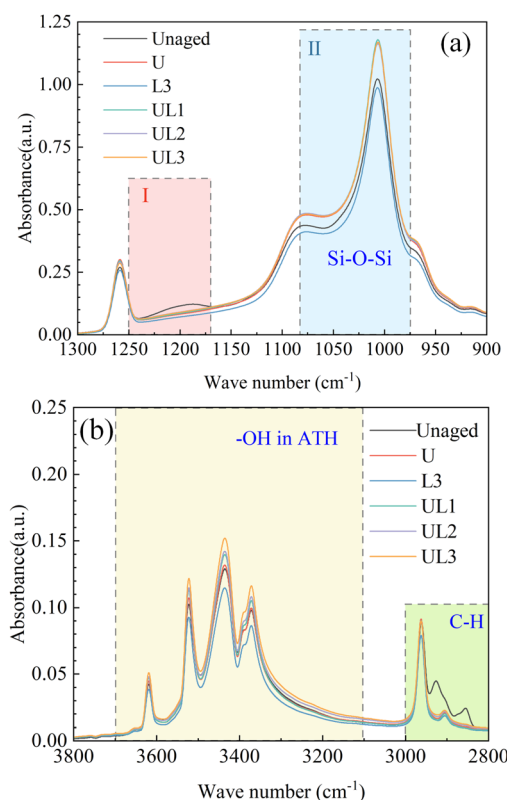 (a)
Unaged
U
L3
UL1
UL2
UL3
I
II
Si-O-Si
1.25
1.00
0.75
0.50
0.25
0.00
Absorbance(a.u.)
1300 1250 1200 1150 1100 1050 1000 950 900
Wave number (cm⁻¹)
(b)
-OH in ATH
Unaged
U
L3
UL1
UL2
UL3
C-H
0.25
0.20
0.15
0.10
0.05
0.00
Absorbance(a.u.)
3800 3600 3400 3200 3000 2800
Wave number (cm⁻¹)